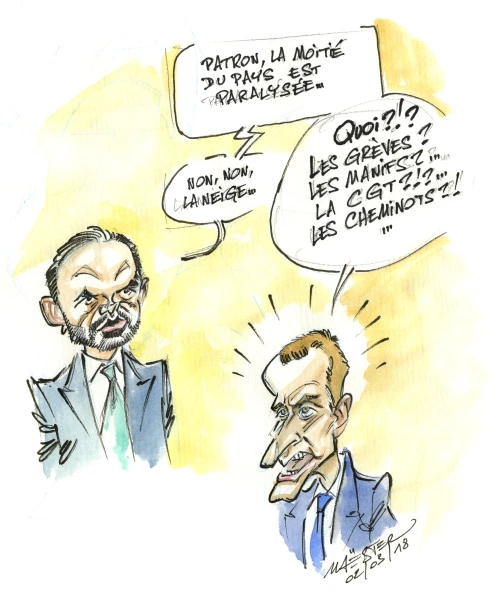 PATRON, LA MOITIÉ
DU PAYS EST
PARALYSÉE...
QUOI?!?
LES GRÈVES?
LES MANIFS?...
LA CGT?!?...
LES CHEMINOTS?!
...
NON, NON,
LA NEIGE...
MAËSTER
02/03/18